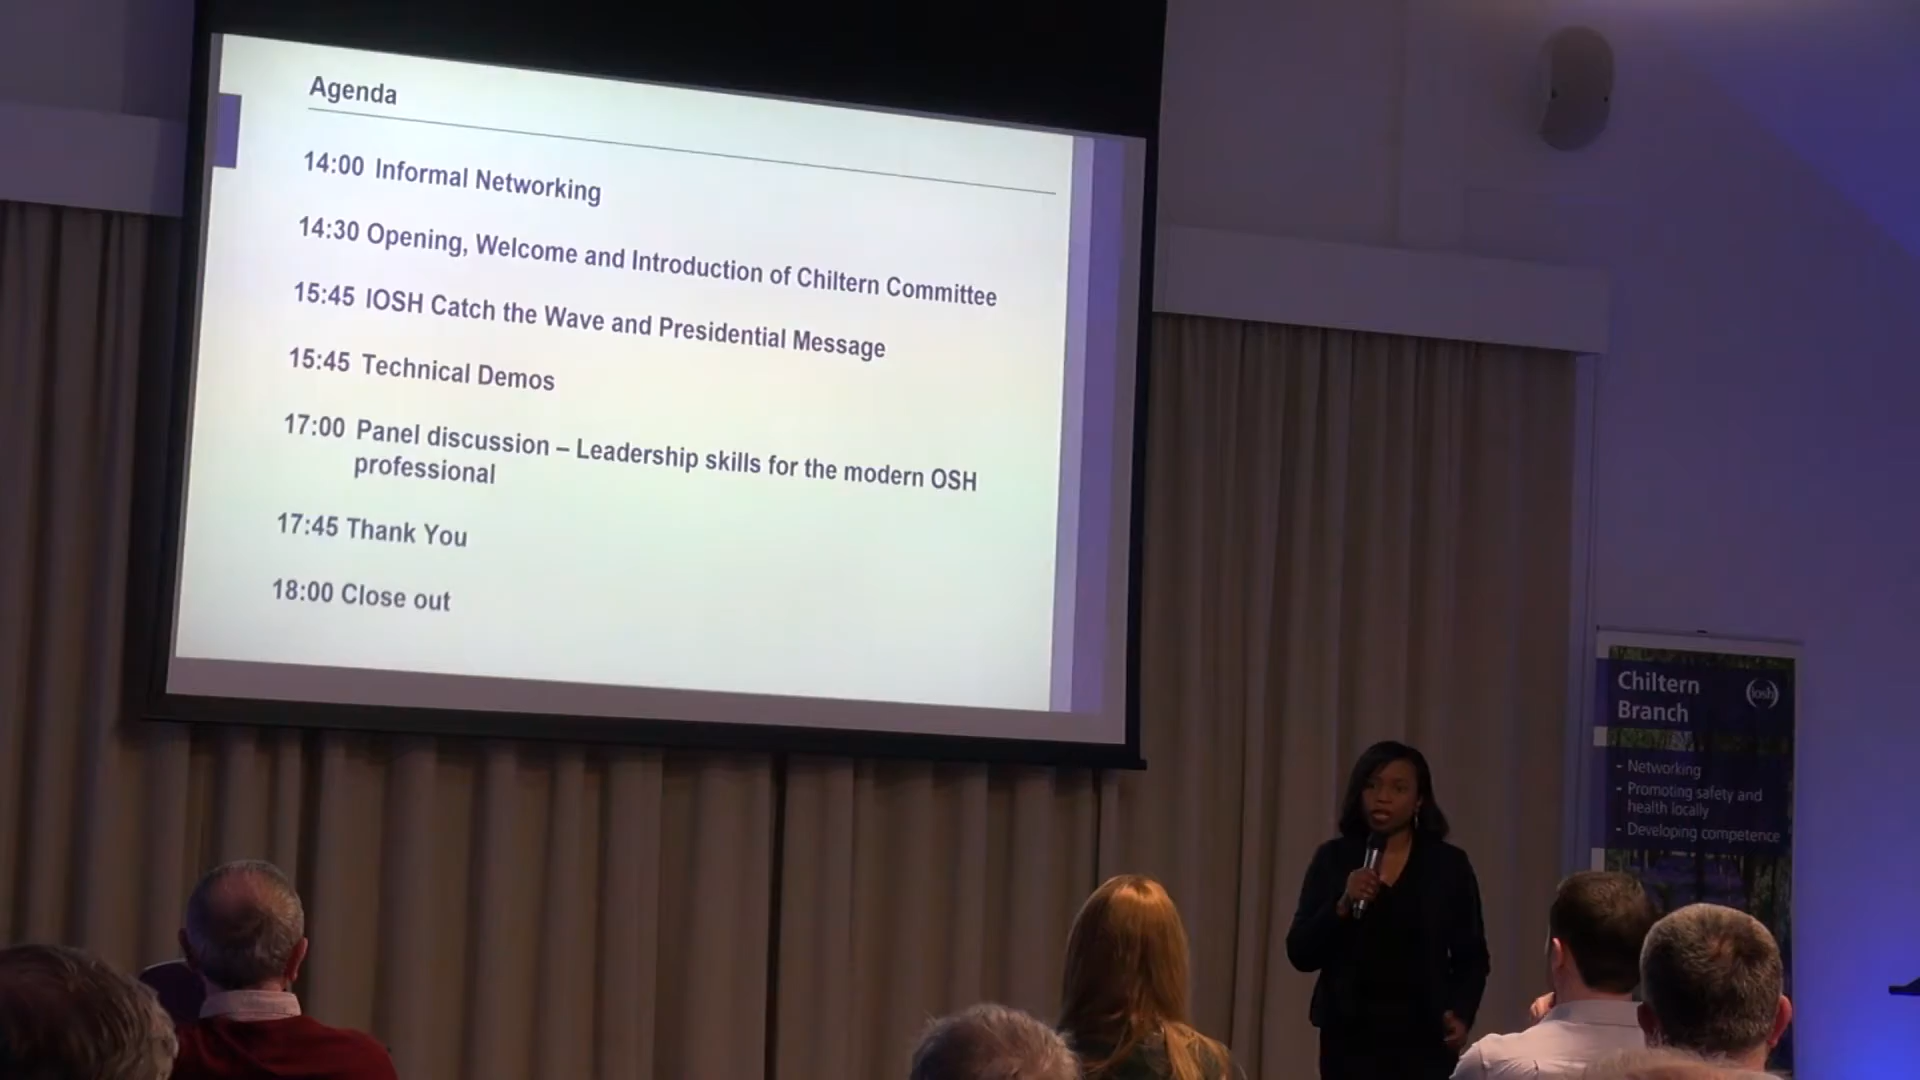 Agenda
14:00 Informal Networking
14:30 Opening, Welcome and Introduction of Chiltern Committee
15:45 IOSH Catch the Wave and Presidential Message
15:45 Technical Demos
17:00 Panel discussion – Leadership skills for the modern OSH
professional
17:45 Thank You
18:00 Close out
Chiltern
Branch
iosh
- Networking
- Promoting safety and
health locally
- Developing competence